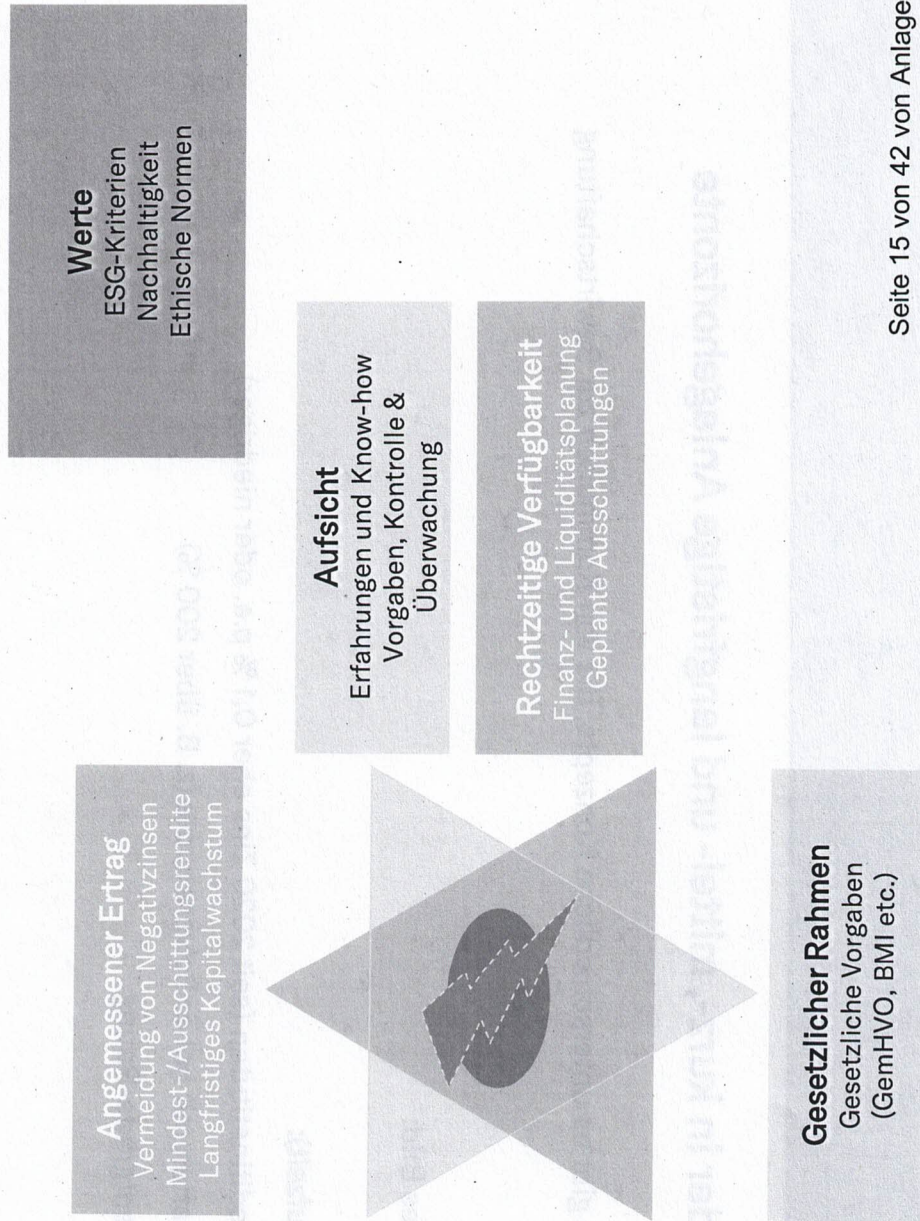 Werte
ESG-Kriterien
Nachhaltigkeit
Ethische Normen
Angemessener Ertrag
Vermeidung von Negativzinsen
Mindest-/Ausschüttungsrendite
Langfristiges Kapitalwachstum
Aufsicht
Erfahrungen und Know-how
Vorgaben, Kontrolle &
Überwachung
Rechtzeitige Verfügbarkeit
Finanz- und Liquiditätsplanung
Geplante Ausschüttungen
Gesetzlicher Rahmen
Gesetzliche Vorgaben
(GemHVO, BMI etc.)
Seite 15 von 42 von Anlage